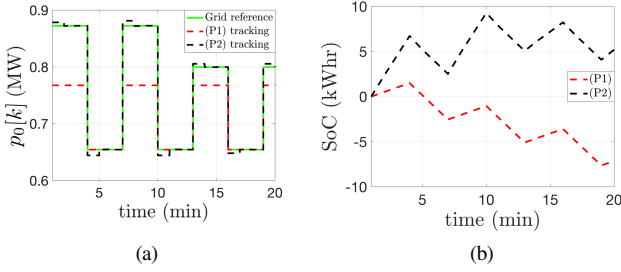 Grid reference
(P1) tracking
(P2) tracking
p₀[k] (MW)
0.9
0.8
0.7
0.6
5
10
15
20
time (min)
(a)
(P1)
(P2)
SoC (kWhr)
10
5
0
-5
-10
5
10
15
20
time (min)
(b)